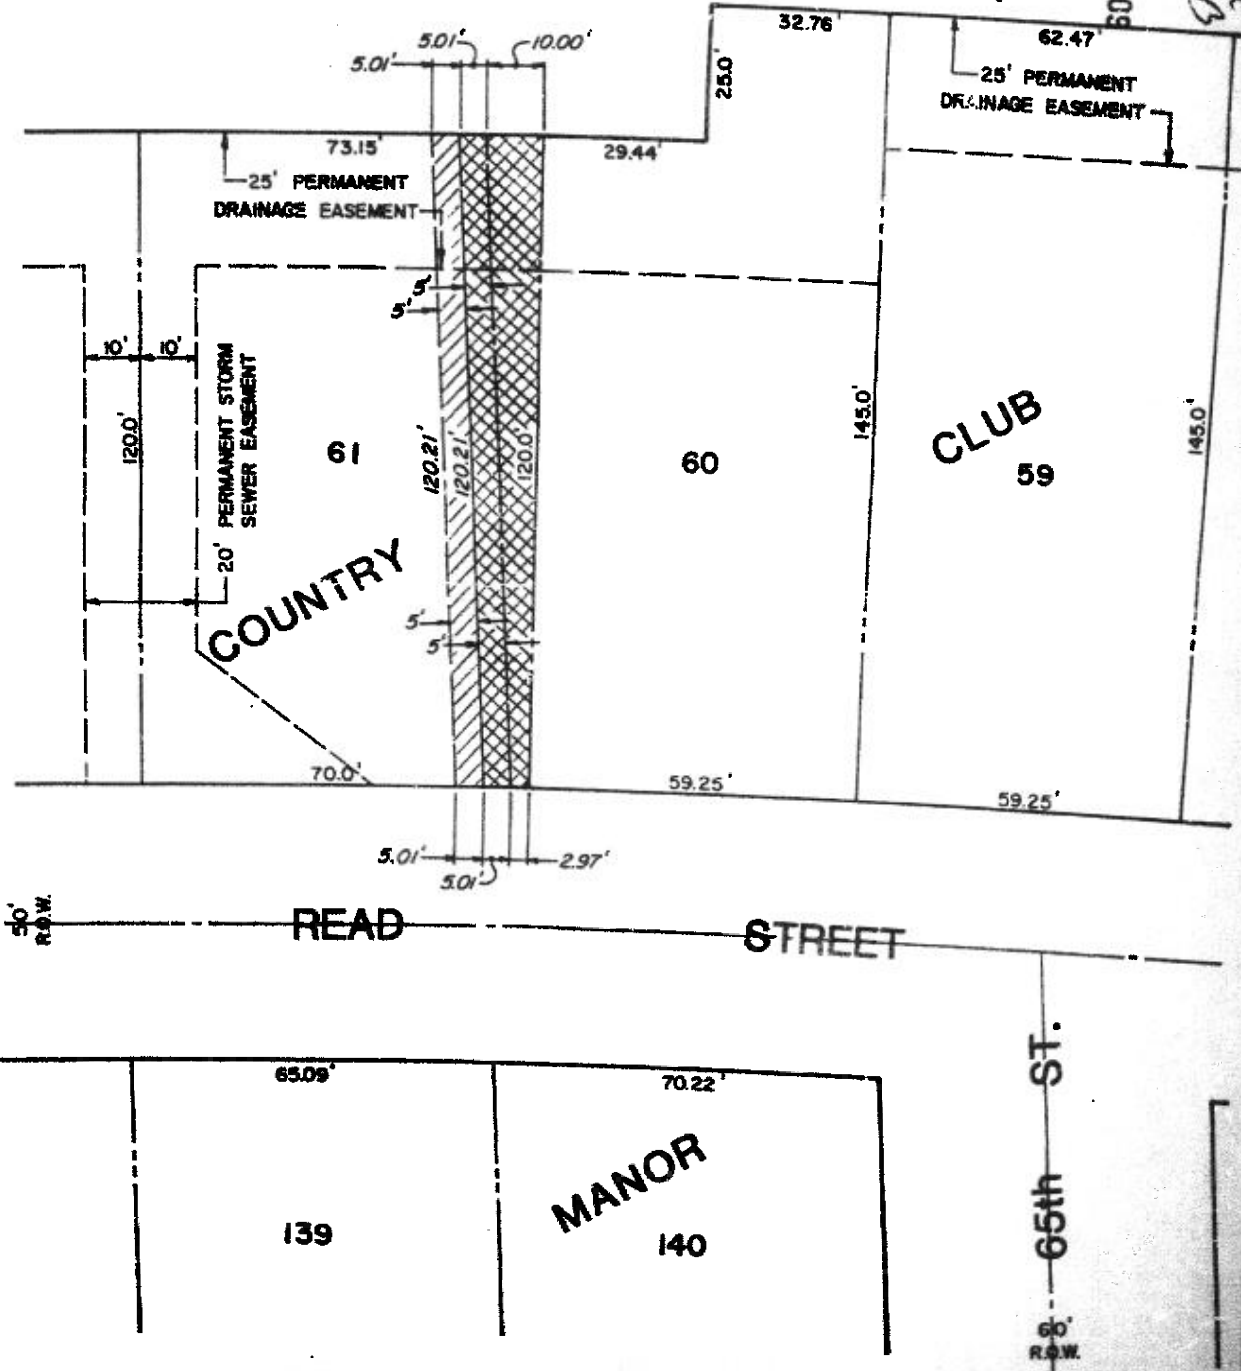 60
32.76'
62.47'
5.01'
10.00'
5.01'
25.0'
25' PERMANENT
DRAINAGE EASEMENT
73.15'
29.44'
25' PERMANENT
DRAINAGE EASEMENT
5'
5'
10'
10'
120.0'
20' PERMANENT STORM
SEWER EASEMENT
61
120.21'
120.21'
120.0'
60
145.0'
CLUB
59
145.0'
COUNTRY
5'
5'
70.0'
59.25'
59.25'
5.01'
5.01'
2.97'
50'
R.O.W.
READ STREET
65th ST.
60'
R.O.W.
65.09'
70.22'
MANOR
139
140